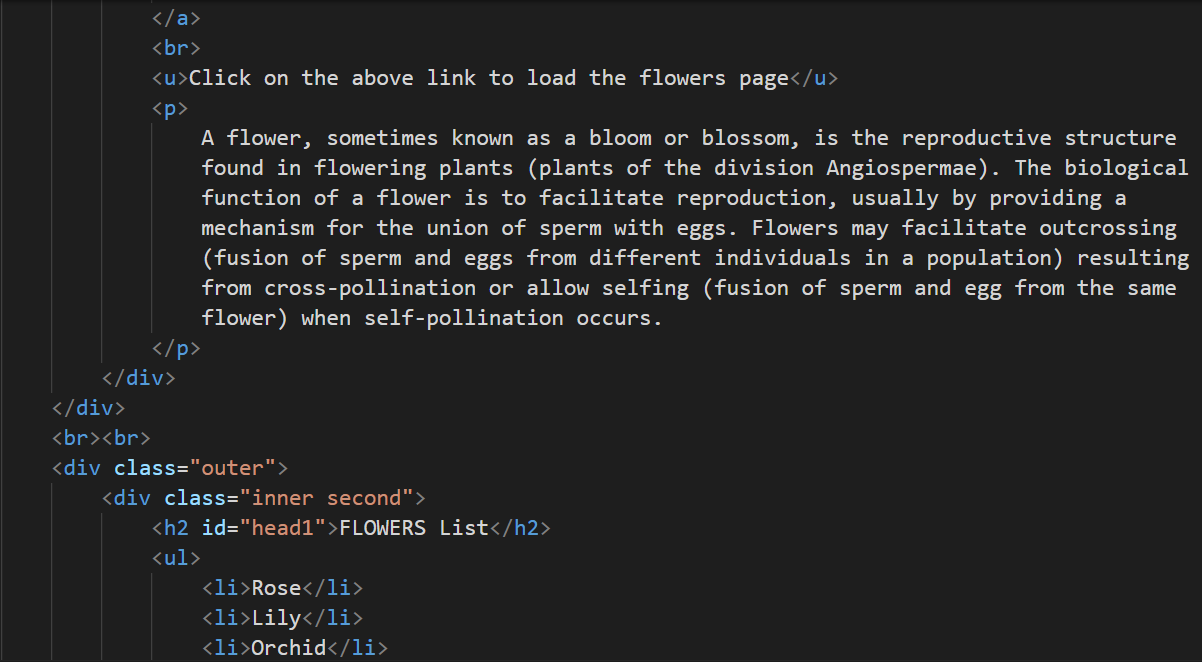 </a>
<br>
<u>Click on the above link to load the flowers page</u>
<p>
A flower, sometimes known as a bloom or blossom, is the reproductive structure
found in flowering plants (plants of the division Angiospermae). The biological
function of a flower is to facilitate reproduction, usually by providing a
mechanism for the union of sperm with eggs. Flowers may facilitate outcrossing
(fusion of sperm and eggs from different individuals in a population) resulting
from cross-pollination or allow selfing (fusion of sperm and egg from the same
flower) when self-pollination occurs.
</p>
</div>
</div>
<br><br>
<div class="outer">
<div class="inner second">
<h2 id="head1">FLOWERS List</h2>
<ul>
<li>Rose</li>
<li>Lily</li>
<li>Orchid</li>